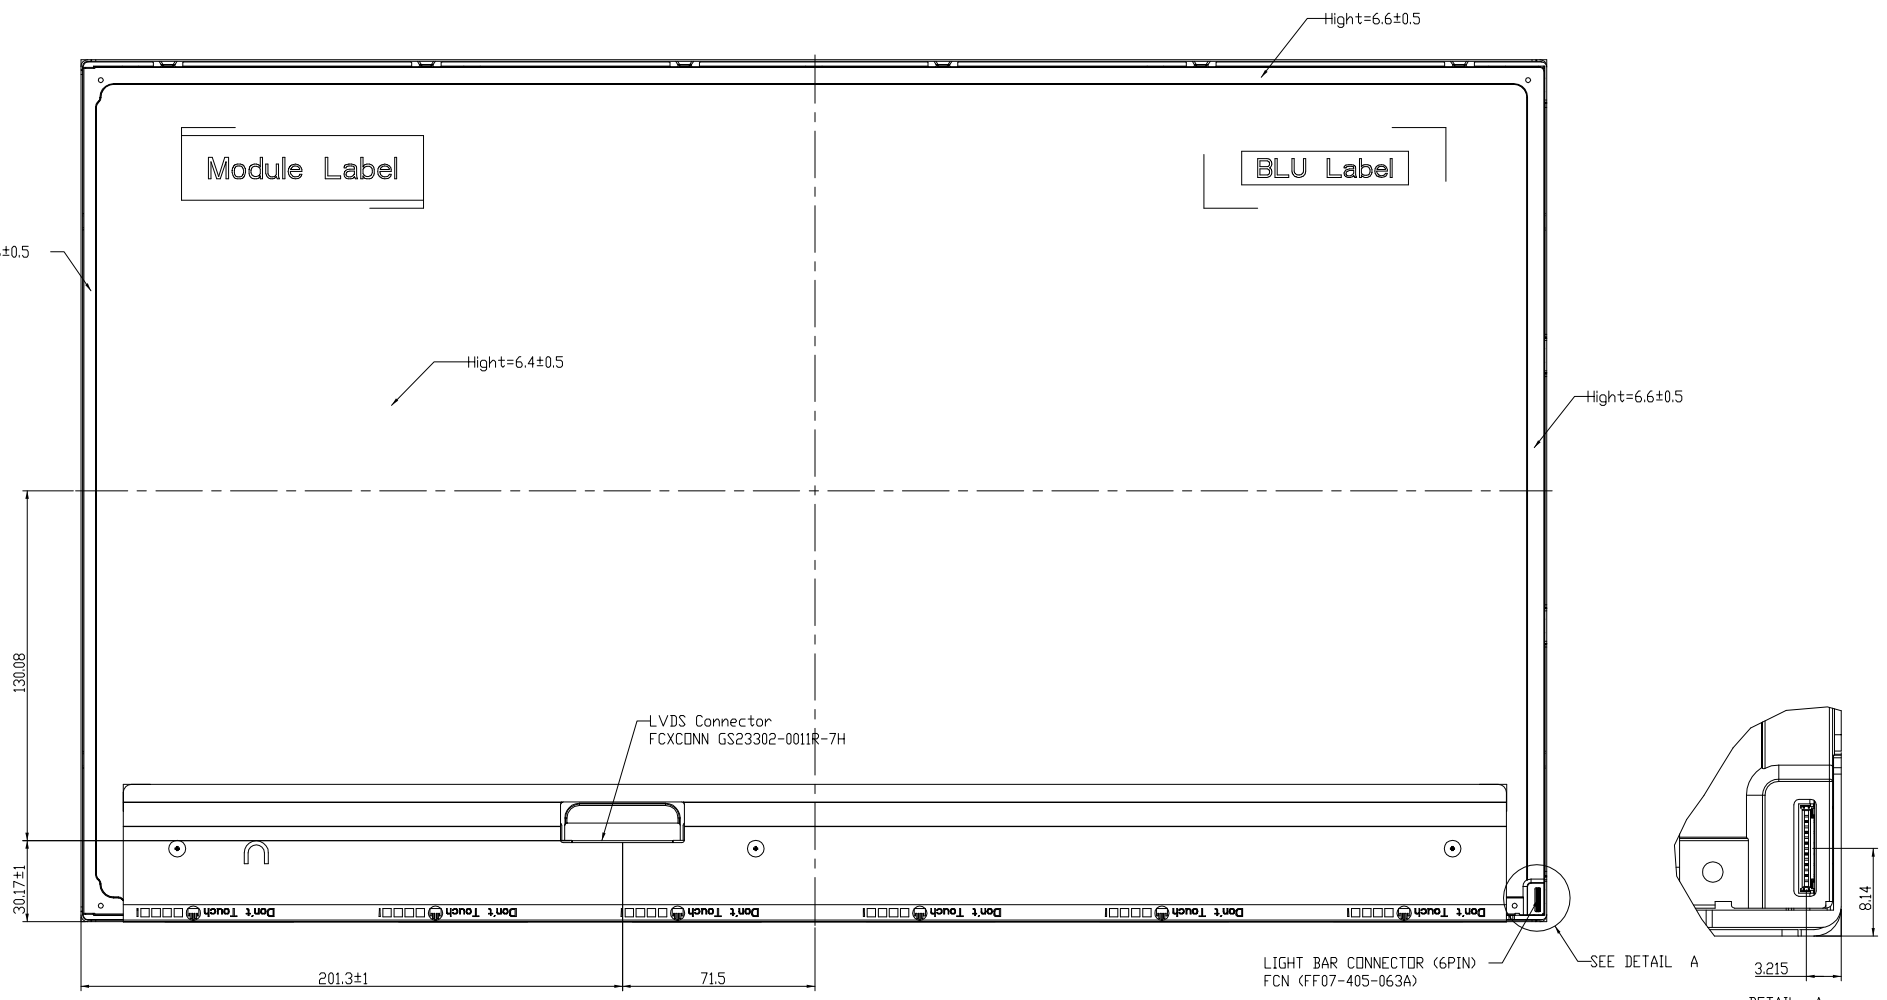 Hight=6.6±0.5
Module Label
BLU Label
±0.5
Hight=6.4±0.5
Hight=6.6±0.5
130.08
LVDS Connector
FCXCONN GS23302-0011R-7H
30.17±1
8.14
Don't Touch
Don't Touch
Don't Touch
Don't Touch
Don't Touch
Don't Touch
LIGHT BAR CONNECTOR (6PIN)
FCN (FF07-405-063A)
SEE DETAIL A
201.3±1
71.5
3.215
DETAIL A